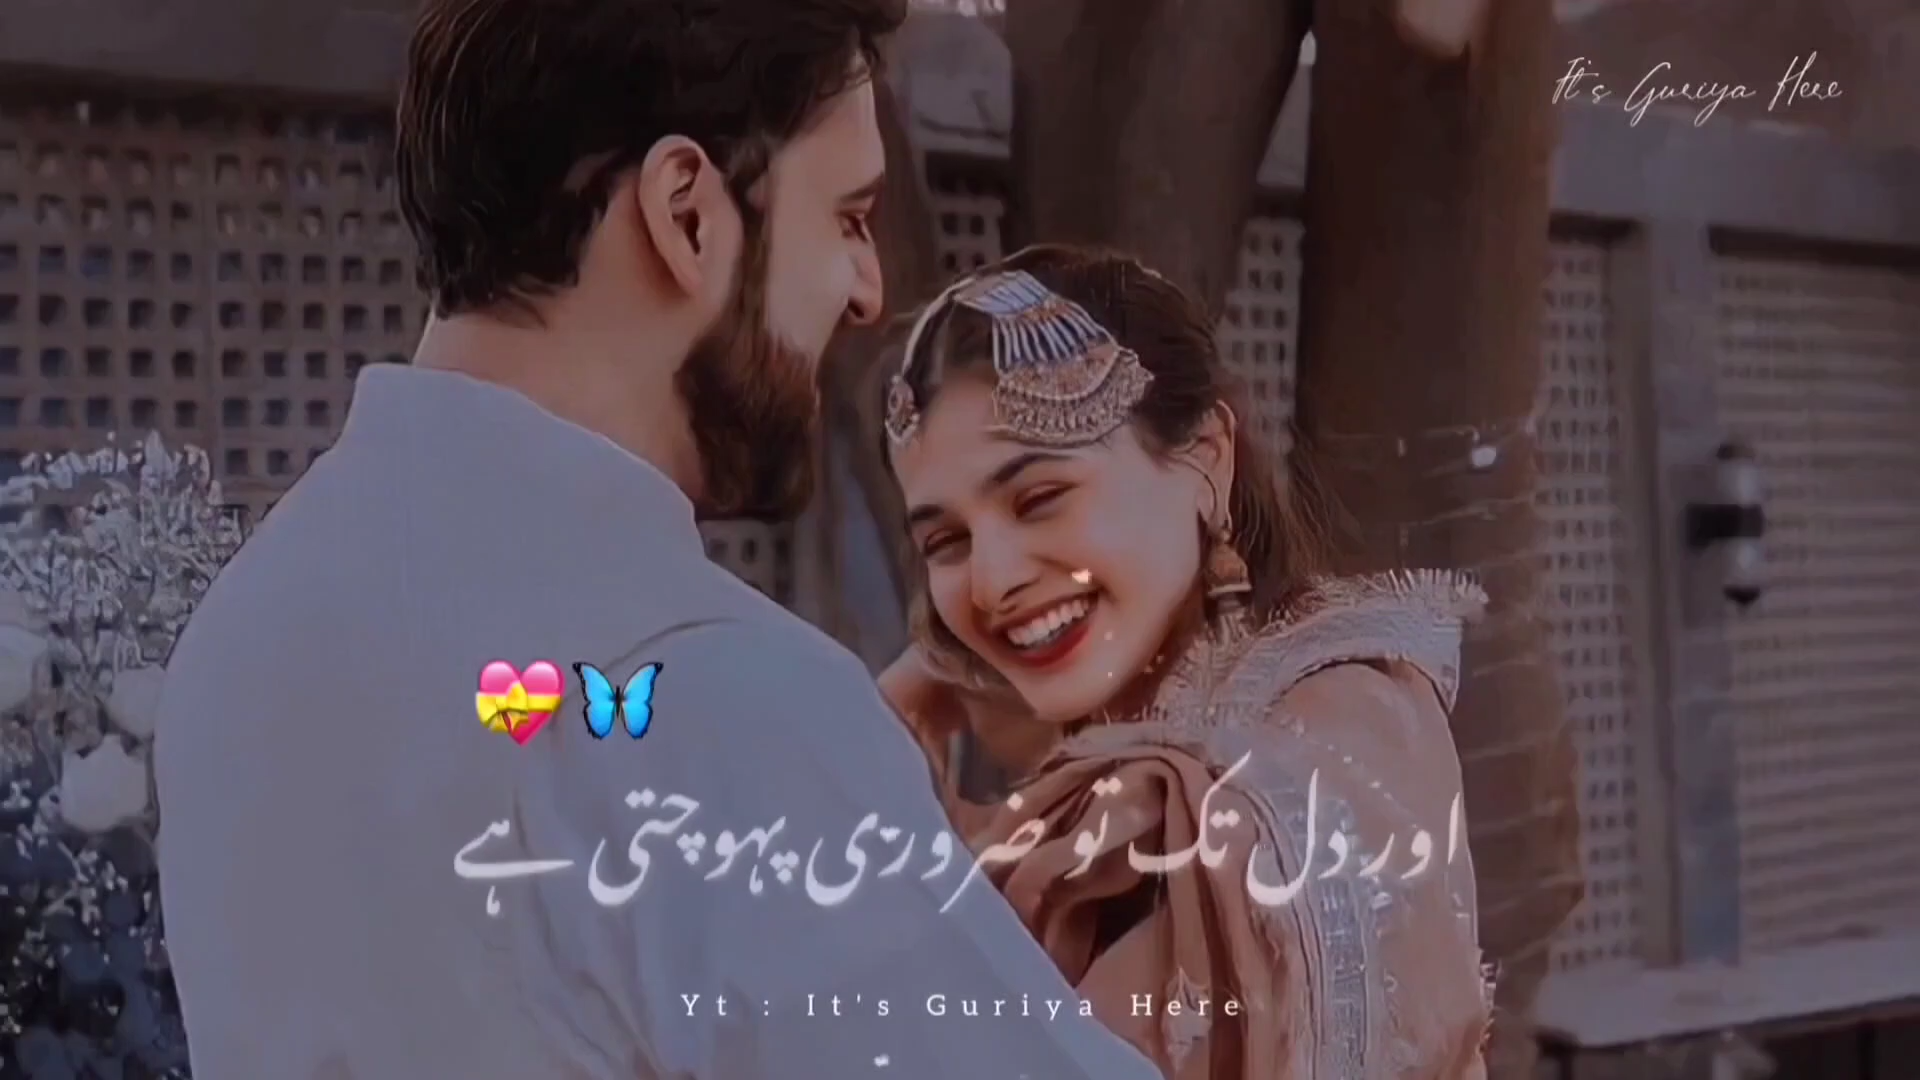 It's Guriya Here
💝🦋
اور دل تک تو ضروری پہوچتی ہے
Yt : It's Guriya Here